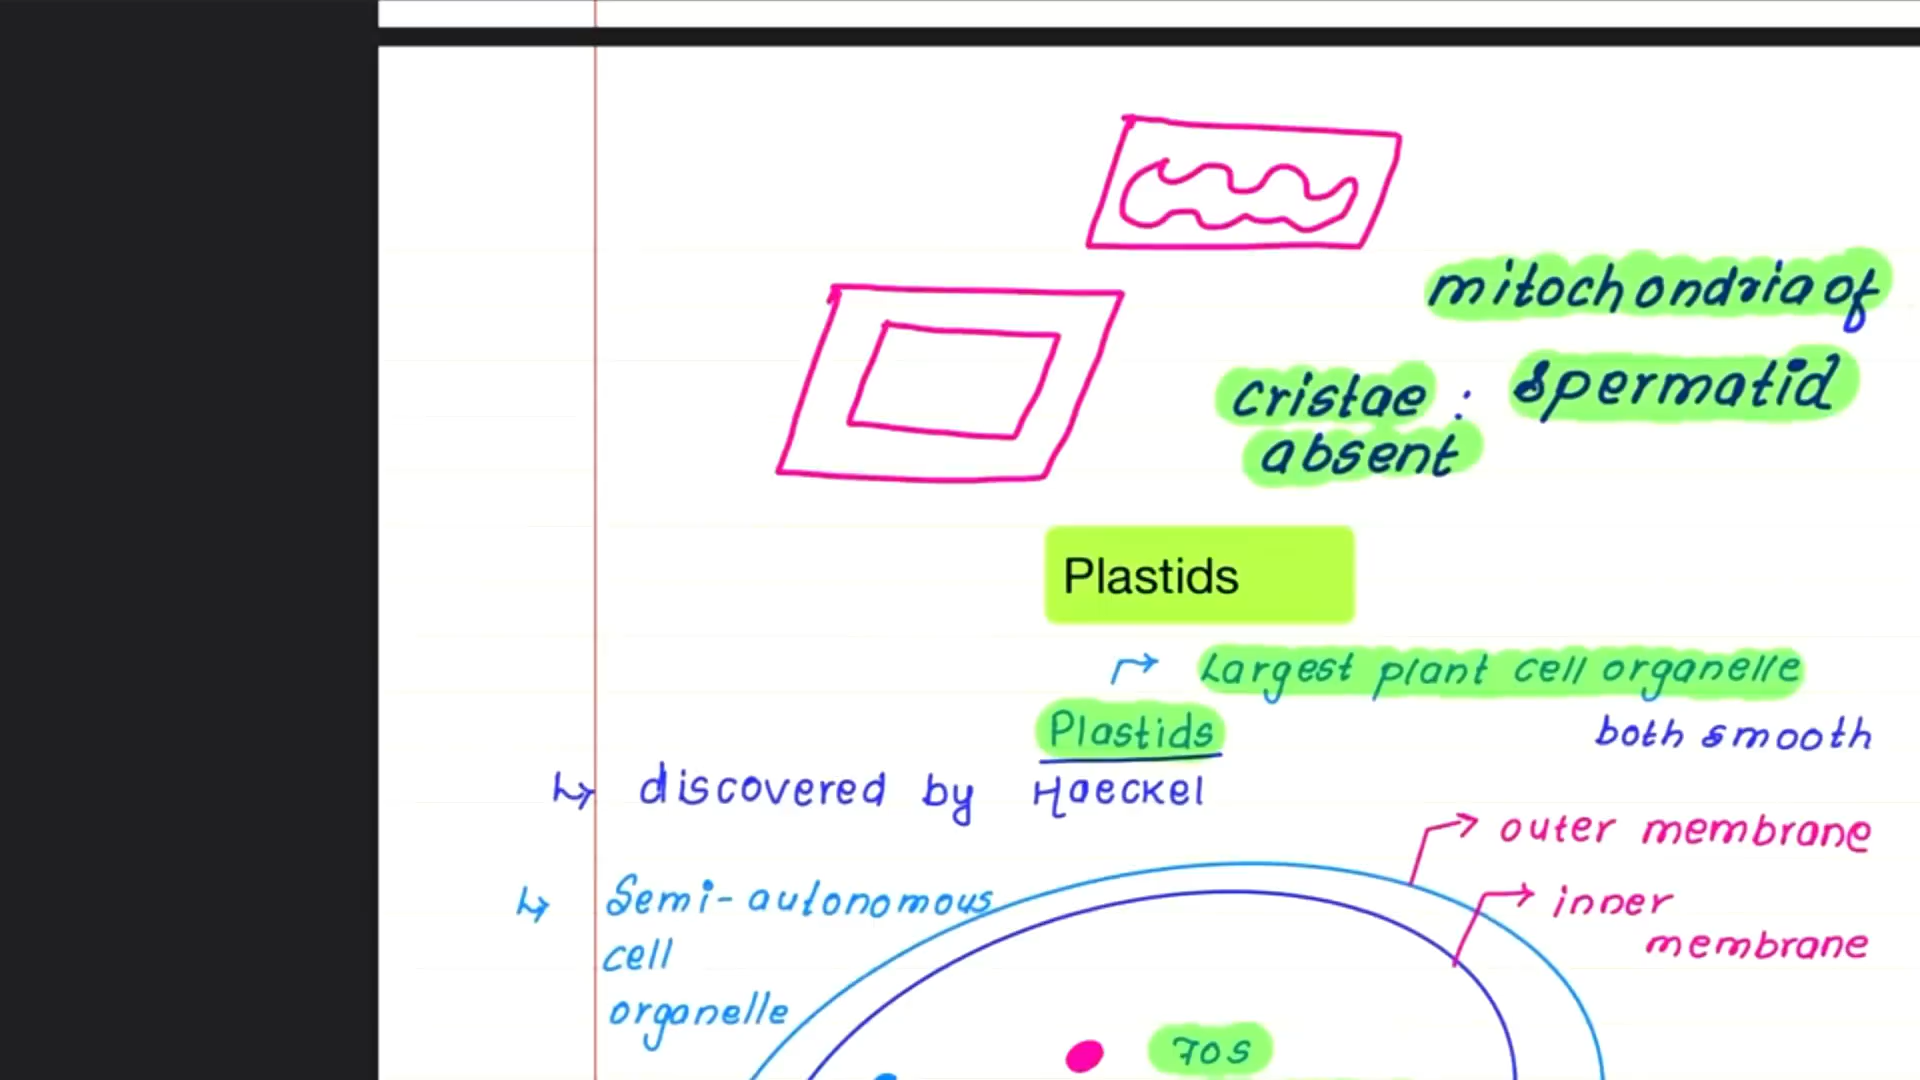 mitochondria of
cristae : spermatid
absent
Plastids
Largest plant cell organelle
Plastids
both smooth
discovered by Haeckel
outer membrane
Semi-autonomous
inner
cell
membrane
organelle
70s